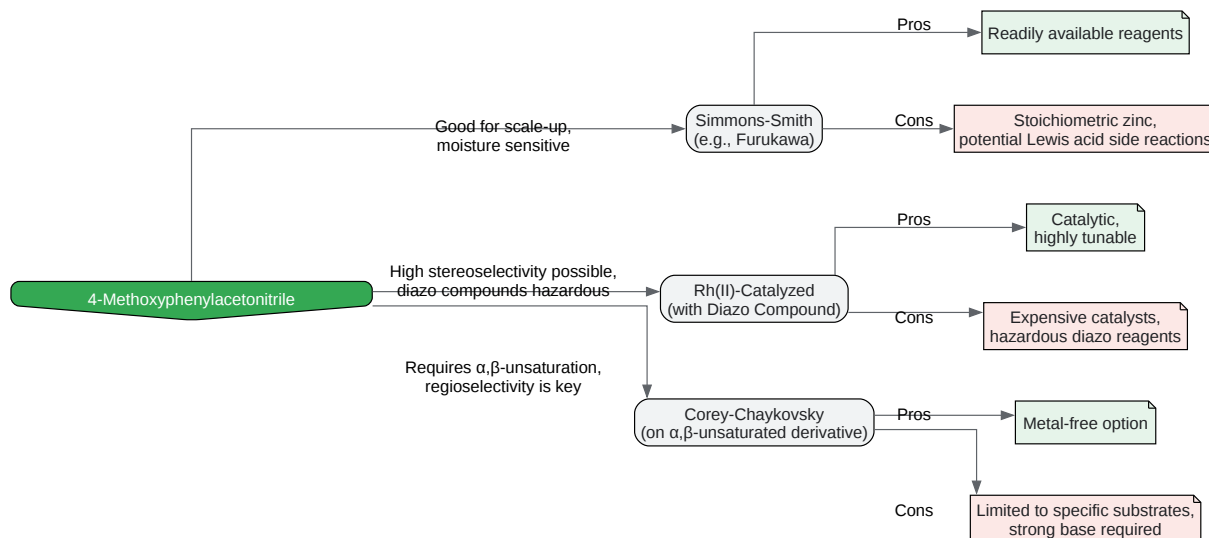 Pros
Readily available reagents
Good for scale-up,
moisture sensitive
Simmons-Smith
(e.g., Furukawa)
Cons
Stoichiometric zinc,
potential Lewis acid side reactions
Pros
Catalytic,
highly tunable
4-Methoxyphenylacetonitrile
High stereoselectivity possible,
diazo compounds hazardous
Rh(II)-Catalyzed
(with Diazo Compound)
Cons
Expensive catalysts,
hazardous diazo reagents
Requires α,β-unsaturation,
regioselectivity is key
Corey-Chaykovsky
(on α,β-unsaturated derivative)
Pros
Metal-free option
Cons
Limited to specific substrates,
strong base required